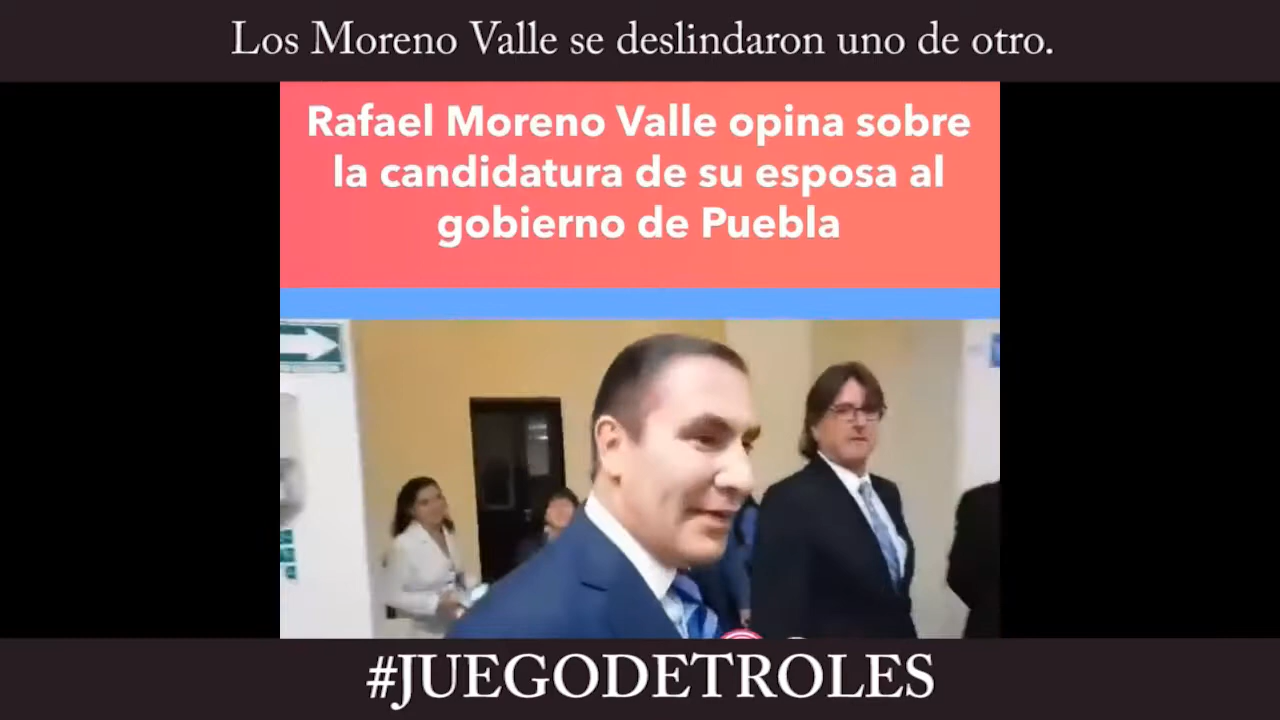 Los Moreno Valle se deslindaron uno de otro.
Rafael Moreno Valle opina sobre
la candidatura de su esposa al
gobierno de Puebla
#JUEGODETROLES